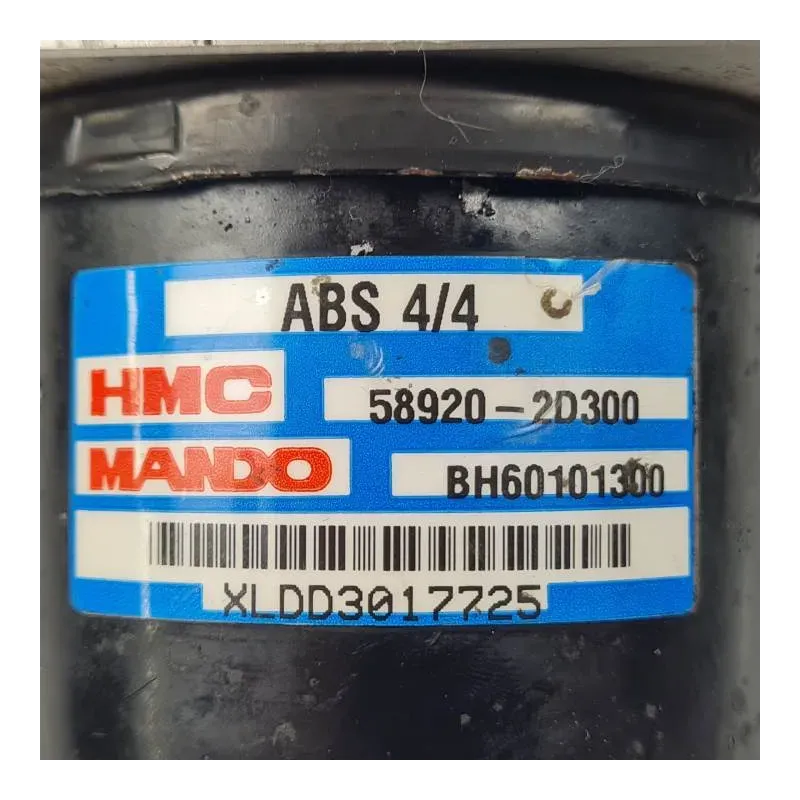 ABS 4/4
HMC
58920-2D300
MANDO
BH60101300
XLDD3017725